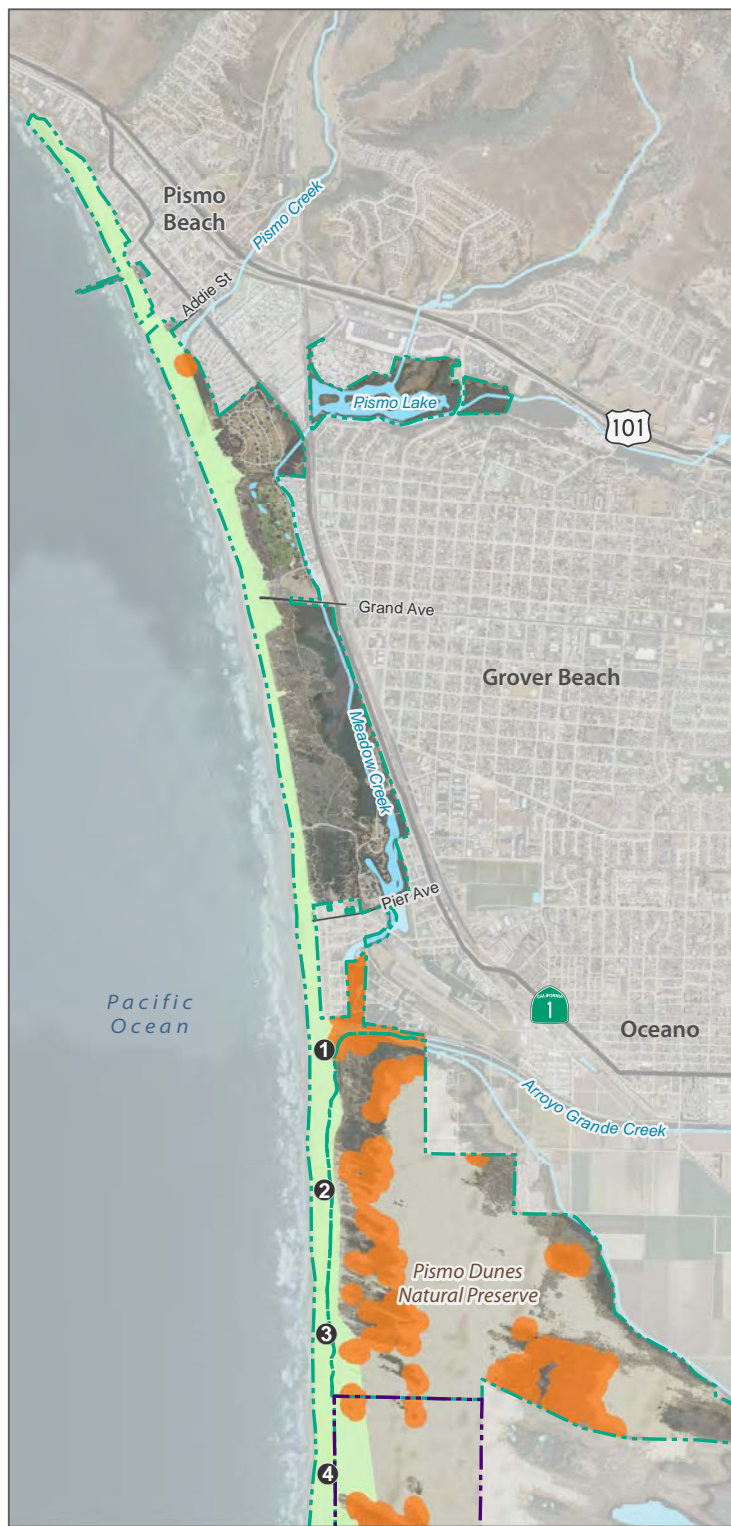 Pismo
Beach
Pismo Creek
Addie St
Pismo Lake
101
Grand Ave
Grover Beach
Meadow Creek
Pier Ave
Pacific
Ocean
CALIFORNIA
1
Oceano
1
Arroyo Grande Creek
2
Pismo Dunes
Natural Preserve
3
4